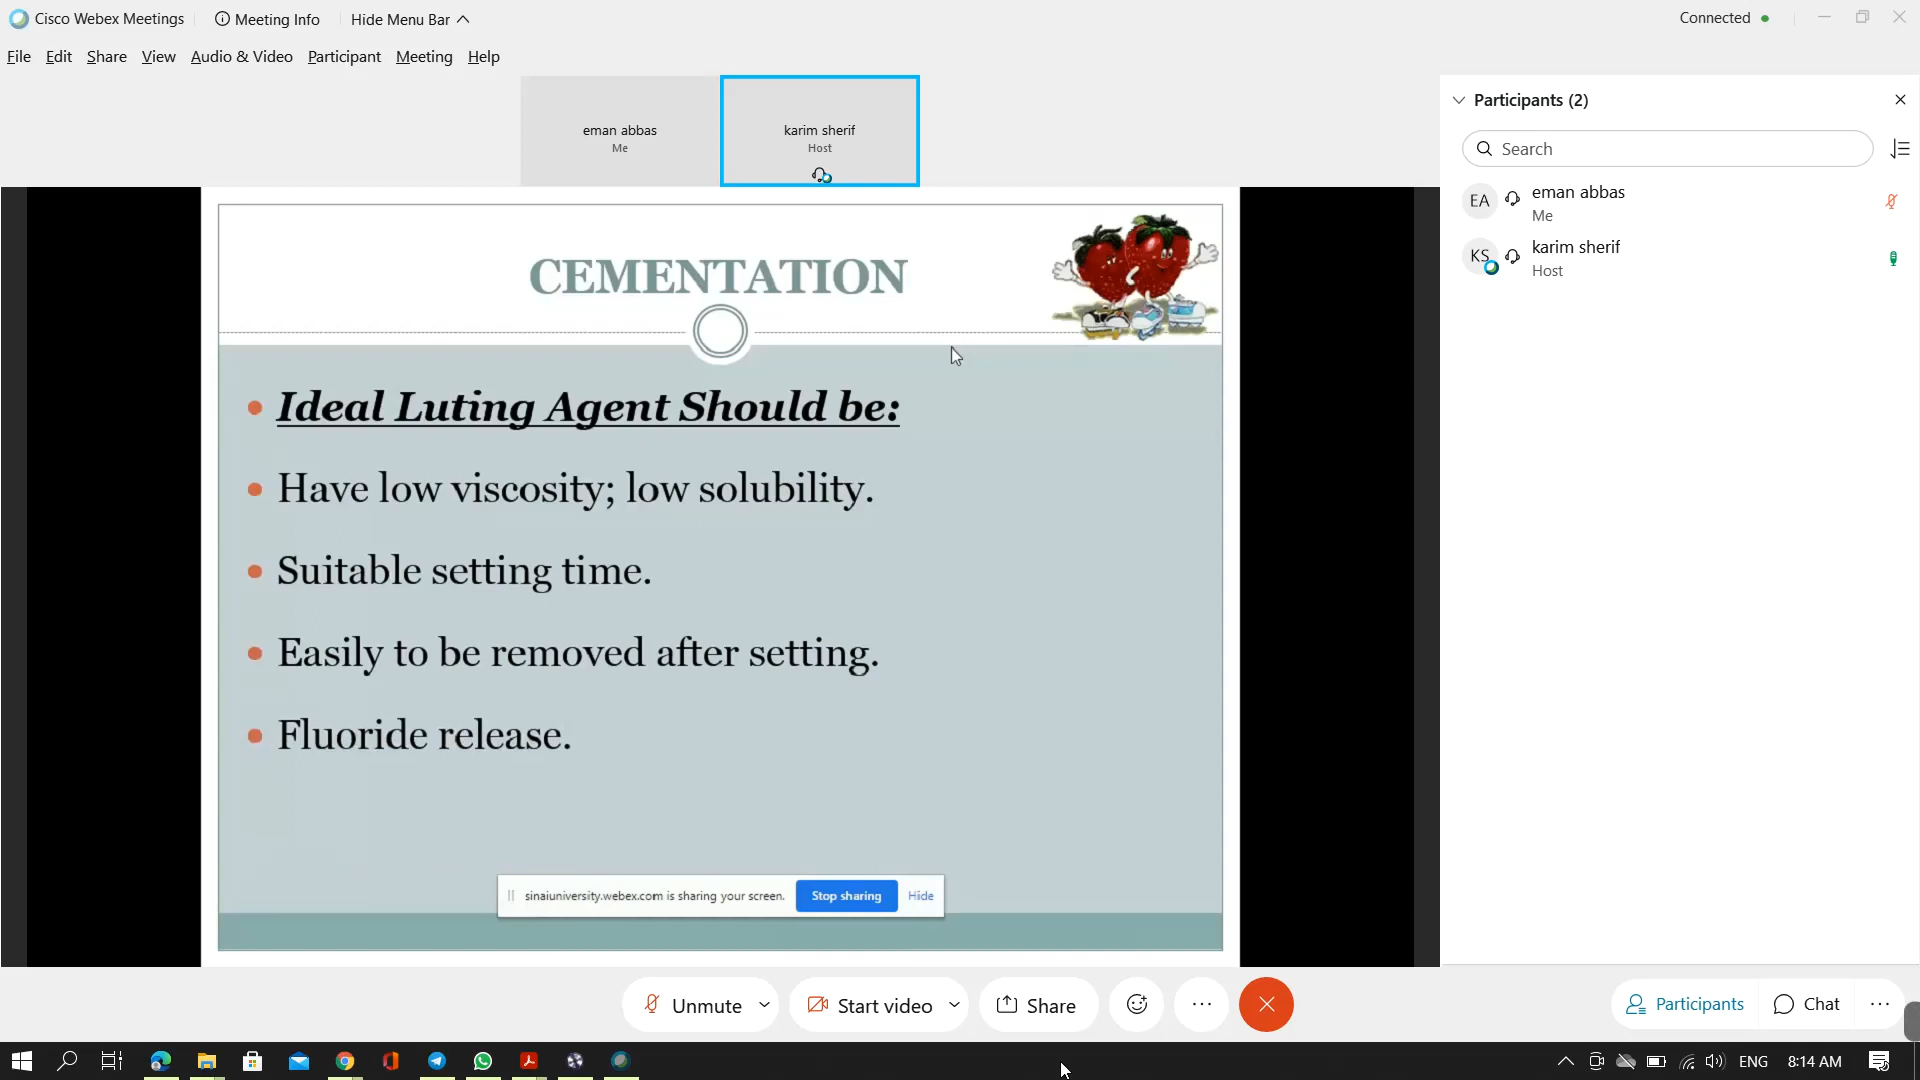 Cisco Webex Meetings
Meeting Info
Hide Menu Bar
Connected
File Edit Share View Audio & Video Participant Meeting Help
eman abbas
Me
karim sherif
Host
Participants (2)
Search
EA
eman abbas
Me
KS
karim sherif
Host
CEMENTATION
Ideal Luting Agent Should be:
Have low viscosity; low solubility.
Suitable setting time.
Easily to be removed after setting.
Fluoride release.
sinaiuniversity.webex.com is sharing your screen.
Stop sharing
Hide
Unmute
Start video
Share
Participants
Chat
ENG
8:14 AM